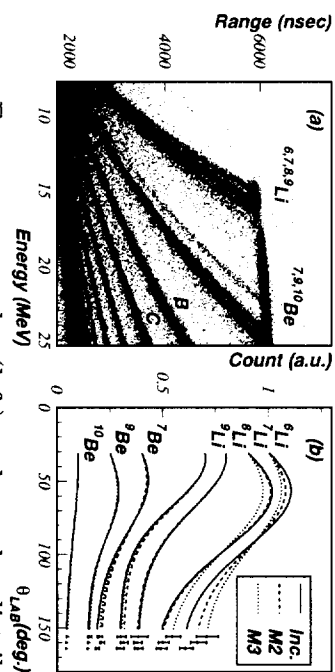 (a)
Range (nsec)
6000
4000
2000
6,7,8,9Li
7,9,10Be
B
C
10
15
20
25
Energy (MeV)
(b)
Count (a.u.)
1
0.5
0
6Li
7Li
8Li
9Li
7Be
9Be
10Be
Inc.
M2
M3
0
50
100
150
θLAB(deg.)